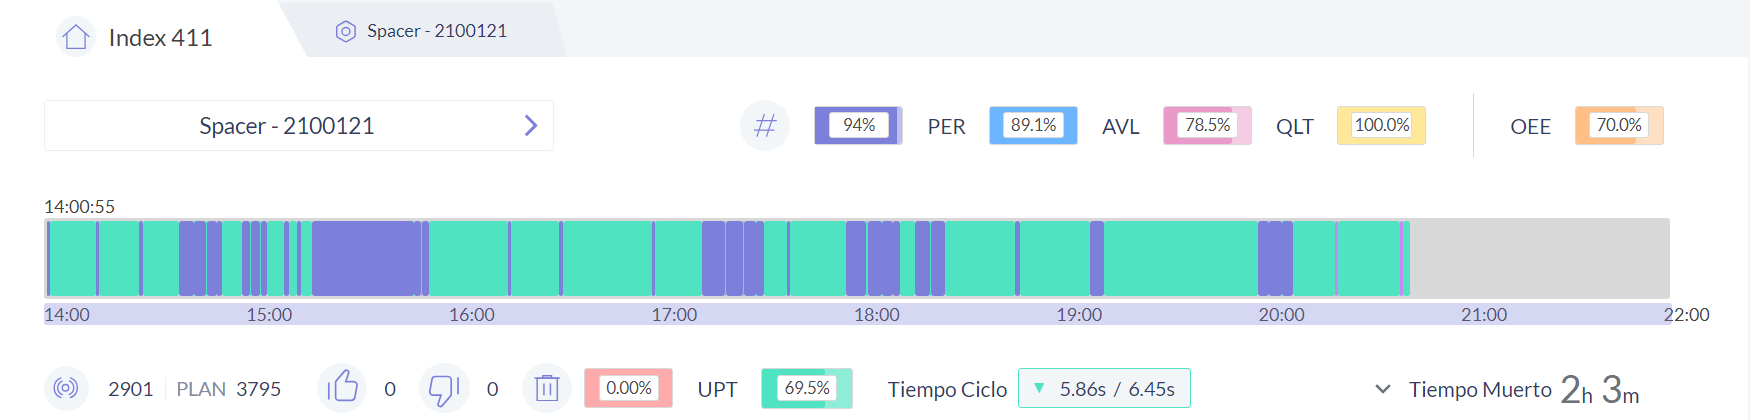 Index 411
Spacer - 2100121
Spacer - 2100121
# 94% PER 89.1% AVL 78.5% QLT 100.0% OEE 70.0%
14:00:55
14:00 15:00 16:00 17:00 18:00 19:00 20:00 21:00 22:00
2901 PLAN 3795 0 0 0.00% UPT 69.5% Tiempo Ciclo ▼ 5.86s / 6.45s Tiempo Muerto 2h 3m